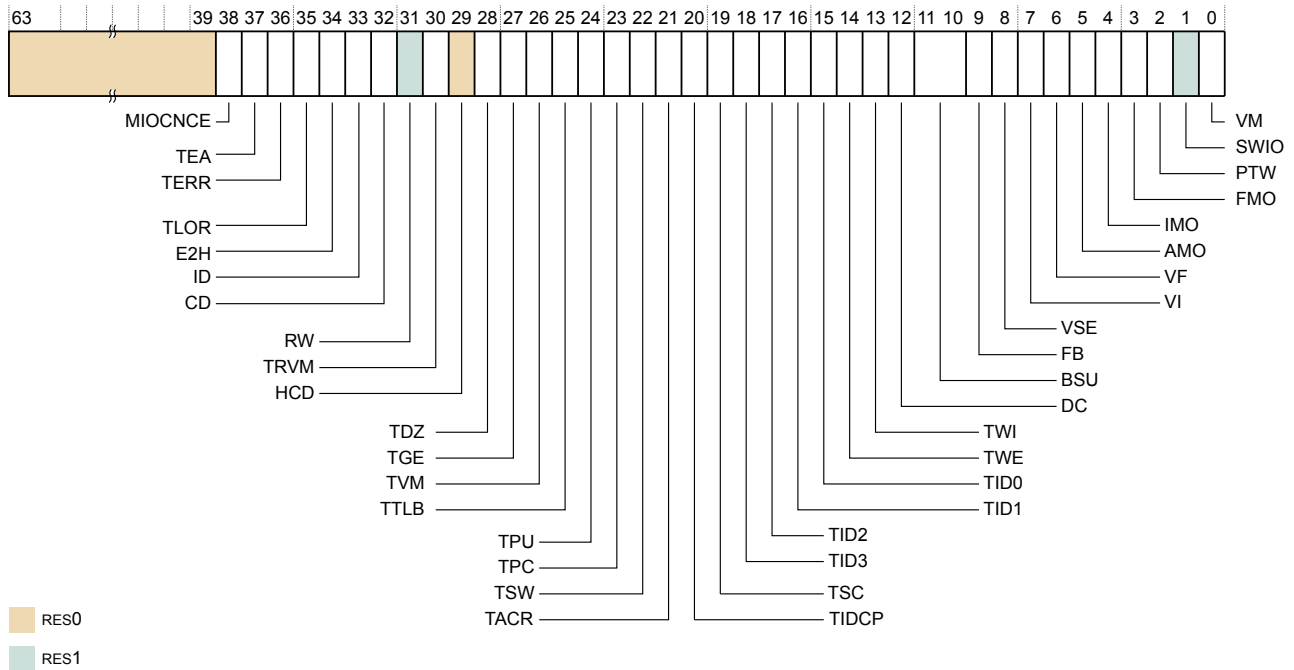 63 39 38 37 36 35 34 33 32 31 30 29 28 27 26 25 24 23 22 21 20 19 18 17 16 15 14 13 12 11 10 9 8 7 6 5 4 3 2 1 0
MIOCNCE VM
TEA SWIO
TERR PTW
FMO
TLOR IMO
E2H AMO
ID VF
CD VI
RW VSE
TRVM FB
HCD BSU
DC
TDZ TWI
TGE TWE
TVM TID0
TTLB TID1
TPU TID2
TPC TID3
TSW TSC
TACR TIDCP
RES0
RES1